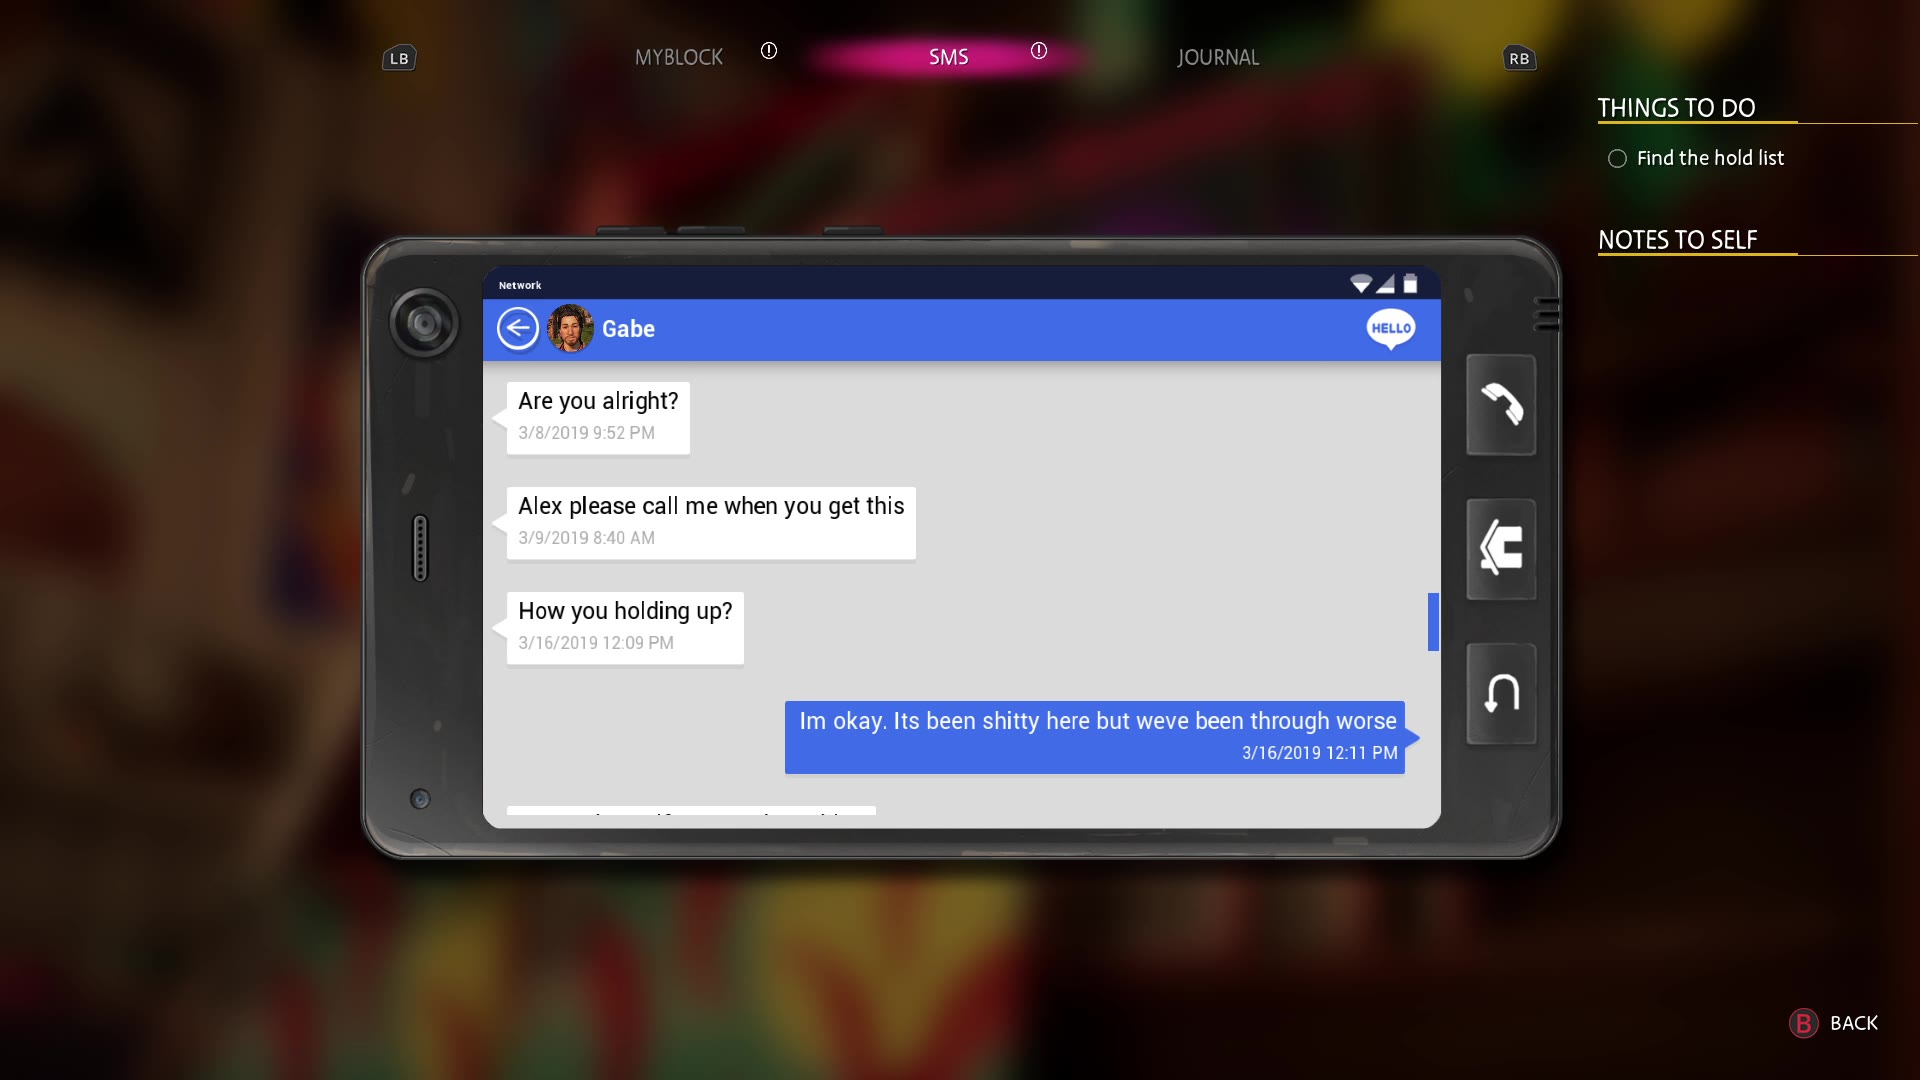 LB
MYBLOCK
SMS
JOURNAL
RB
THINGS TO DO
Find the hold list
NOTES TO SELF
Network
Gabe
HELLO
Are you alright?
3/8/2019 9:52 PM
Alex please call me when you get this
3/9/2019 8:40 AM
How you holding up?
3/16/2019 12:09 PM
Im okay. Its been shitty here but weve been through worse
3/16/2019 12:11 PM
B BACK